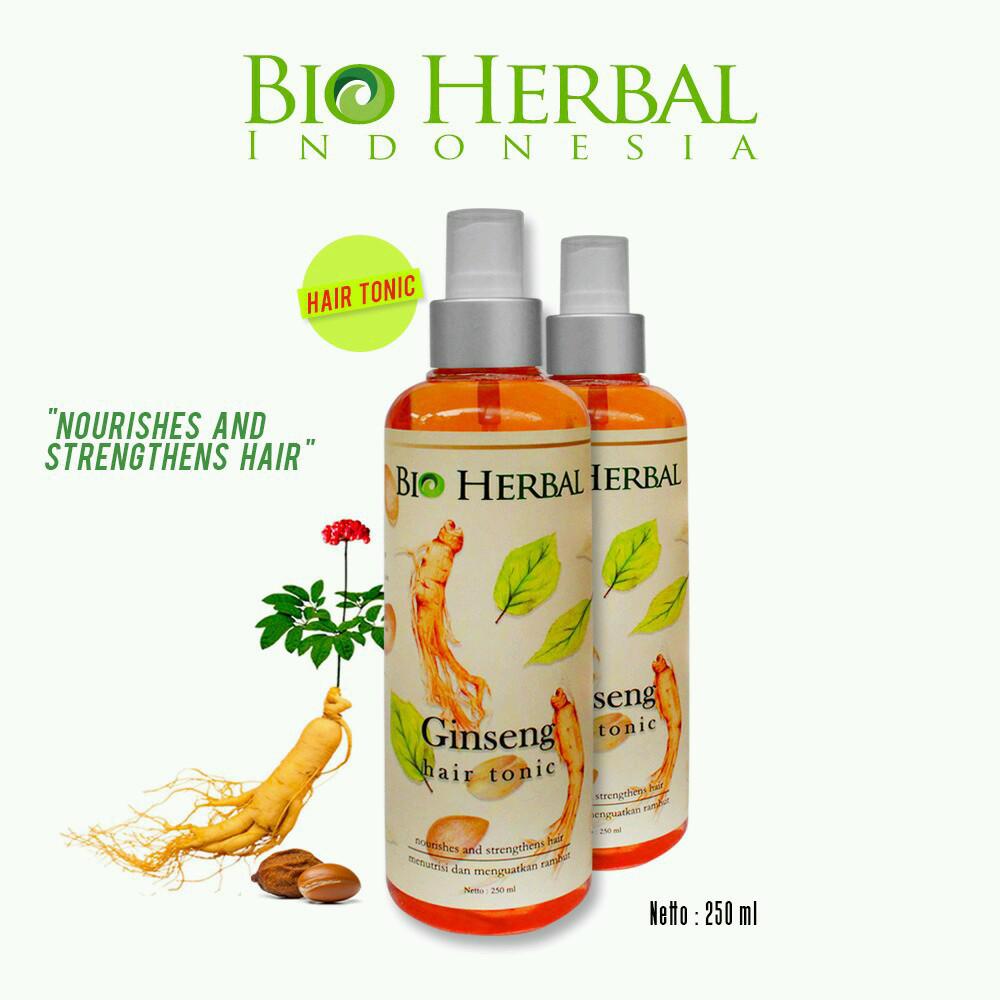 BIO HERBAL
INDONESIA
HAIR TONIC
"NOURISHES AND
STRENGTHENS HAIR"
BIO HERBAL
Ginseng
hair tonic
nourishes and strengthens hair
menutrisi dan menguatkan rambut
Netto : 250 ml
HERBAL
seng
tonic
strengthens hair
menguatkan rambut
250 ml
Netto : 250 ml